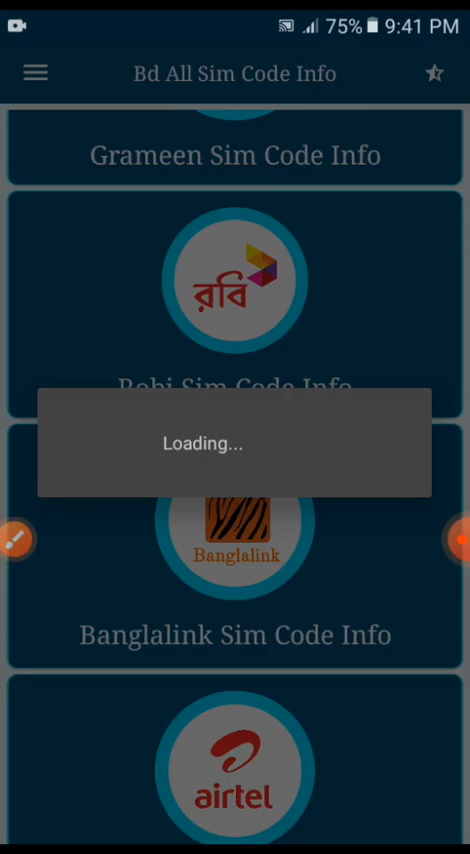 75% 9:41 PM
Bd All Sim Code Info
Grameen Sim Code Info
রবি
Robi Sim Code Info
Loading...
Banglalink
Banglalink Sim Code Info
airtel